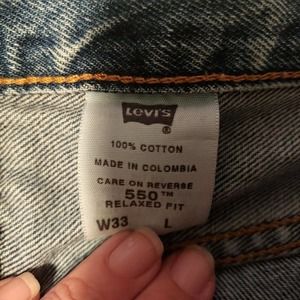 Levi's
®
100% COTTON
MADE IN COLOMBIA
CARE ON REVERSE
550™
RELAXED FIT
W33 L